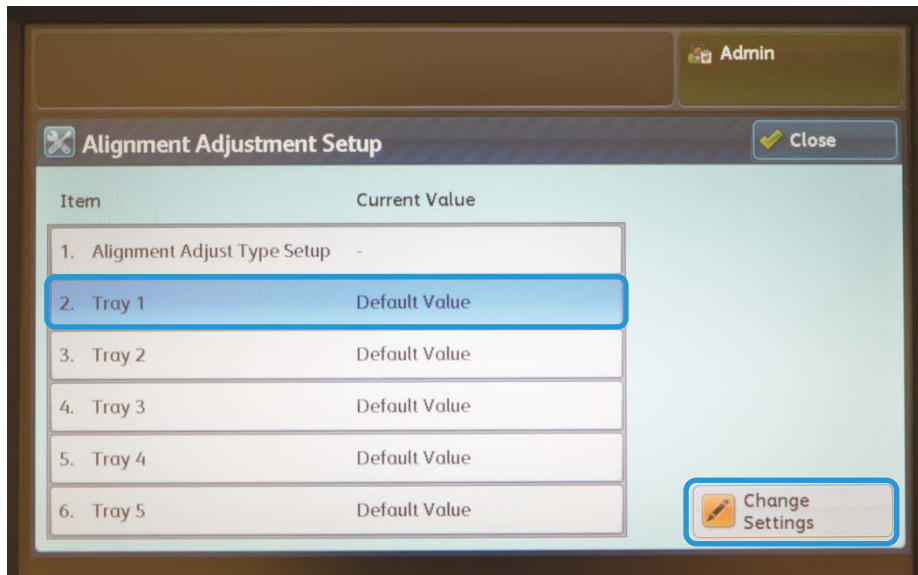 Admin
Alignment Adjustment Setup
Close
Item Current Value
1. Alignment Adjust Type Setup -
2. Tray 1 Default Value
3. Tray 2 Default Value
4. Tray 3 Default Value
5. Tray 4 Default Value
6. Tray 5 Default Value
Change
Settings